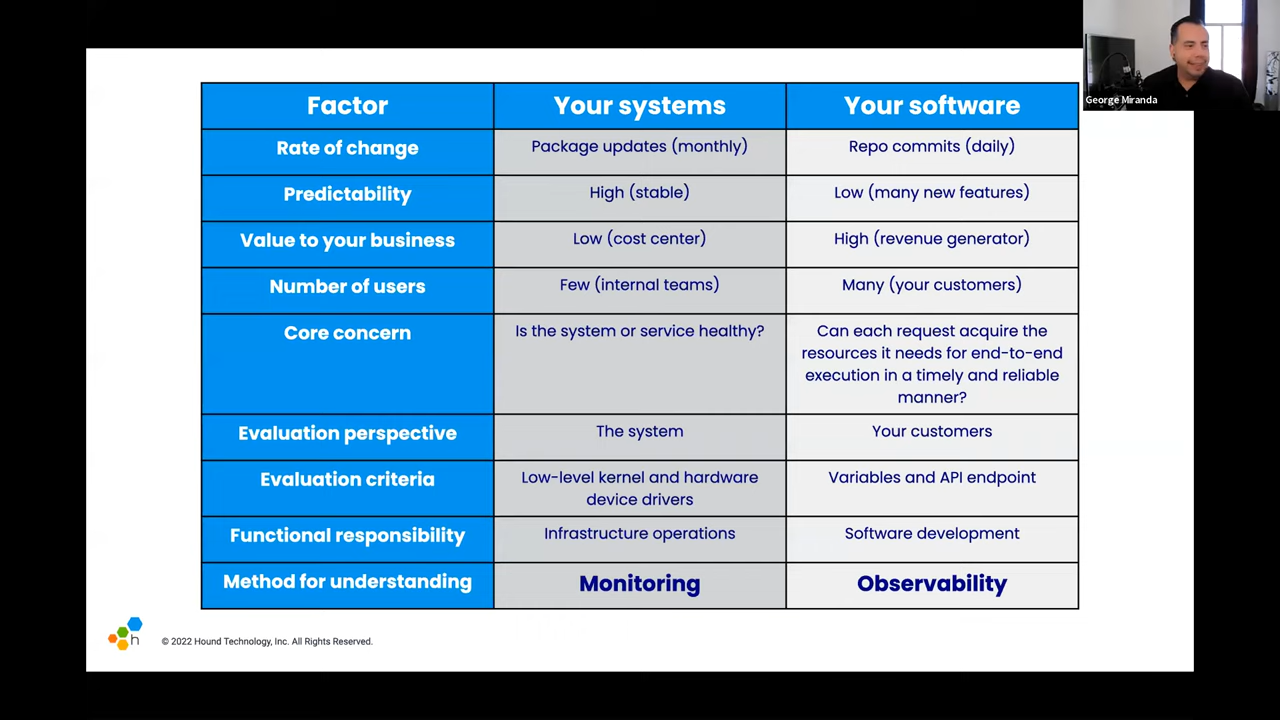 George Miranda
Factor
Your systems
Your software
Rate of change
Package updates (monthly)
Repo commits (daily)
Predictability
High (stable)
Low (many new features)
Value to your business
Low (cost center)
High (revenue generator)
Number of users
Few (internal teams)
Many (your customers)
Core concern
Is the system or service healthy?
Can each request acquire the
resources it needs for end-to-end
execution in a timely and reliable
manner?
Evaluation perspective
The system
Your customers
Evaluation criteria
Low-level kernel and hardware
device drivers
Variables and API endpoint
Functional responsibility
Infrastructure operations
Software development
Method for understanding
Monitoring
Observability
h
© 2022 Hound Technology, Inc. All Rights Reserved.